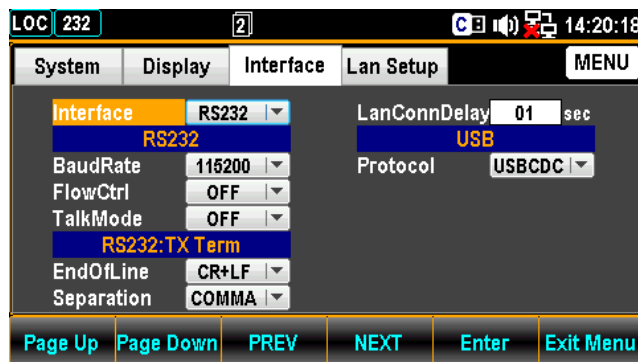 LOC 232 2 C 14:20:18
System Display Interface Lan Setup MENU
Interface RS232 LanConnDelay 01 sec
RS232 USB
BaudRate 115200 Protocol USBCDC
FlowCtrl OFF
TalkMode OFF
RS232:TX Term
EndOfLine CR+LF
Separation COMMA
Page Up Page Down PREV NEXT Enter Exit Menu